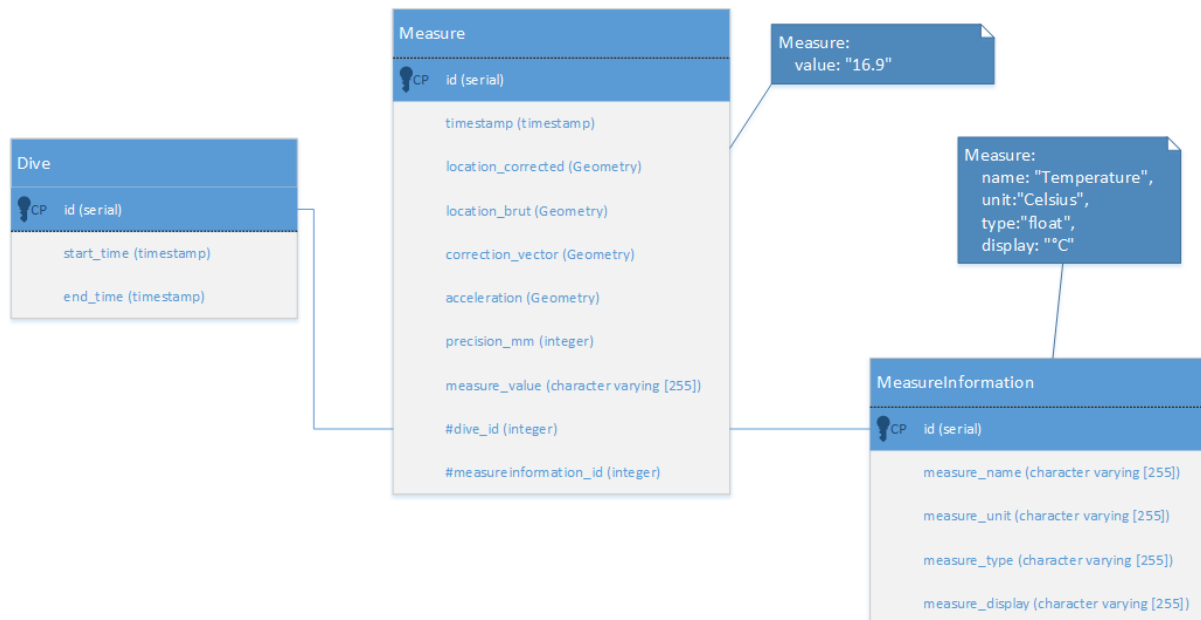 Measure
CP id (serial)
timestamp (timestamp)
location_corrected (Geometry)
location_brut (Geometry)
correction_vector (Geometry)
acceleration (Geometry)
precision_mm (integer)
measure_value (character varying [255])
#dive_id (integer)
#measureinformation_id (integer)
Measure:
value: "16.9"
Dive
CP id (serial)
start_time (timestamp)
end_time (timestamp)
Measure:
name: "Temperature",
unit:"Celsius",
type:"float",
display: "°C"
MeasureInformation
CP id (serial)
measure_name (character varying [255])
measure_unit (character varying [255])
measure_type (character varying [255])
measure_display (character varying [255])